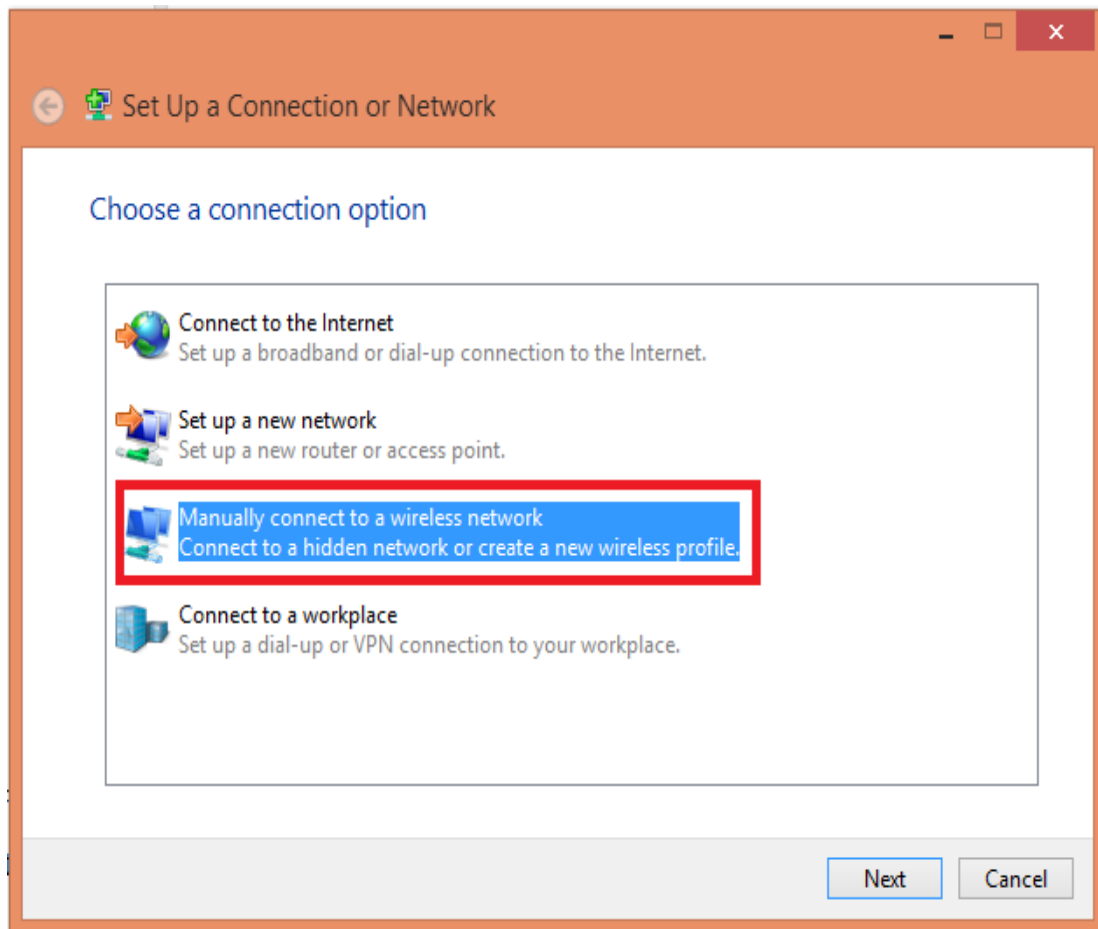 Set Up a Connection or Network
Choose a connection option
Connect to the Internet
Set up a broadband or dial-up connection to the Internet.
Set up a new network
Set up a new router or access point.
Manually connect to a wireless network
Connect to a hidden network or create a new wireless profile.
Connect to a workplace
Set up a dial-up or VPN connection to your workplace.
Next
Cancel